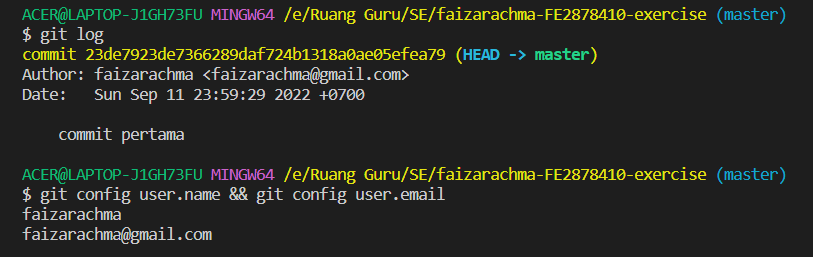 ACER@LAPTOP-J1GH73FU MINGW64 /e/Ruang Guru/SE/faizarachma-FE2878410-exercise (master)
$ git log
commit 23de7923de7366289daf724b1318a0ae05efea79 (HEAD -> master)
Author: faizarachma <faizarachma@gmail.com>
Date:   Sun Sep 11 23:59:29 2022 +0700
    commit pertama
ACER@LAPTOP-J1GH73FU MINGW64 /e/Ruang Guru/SE/faizarachma-FE2878410-exercise (master)
$ git config user.name && git config user.email
faizarachma
faizarachma@gmail.com